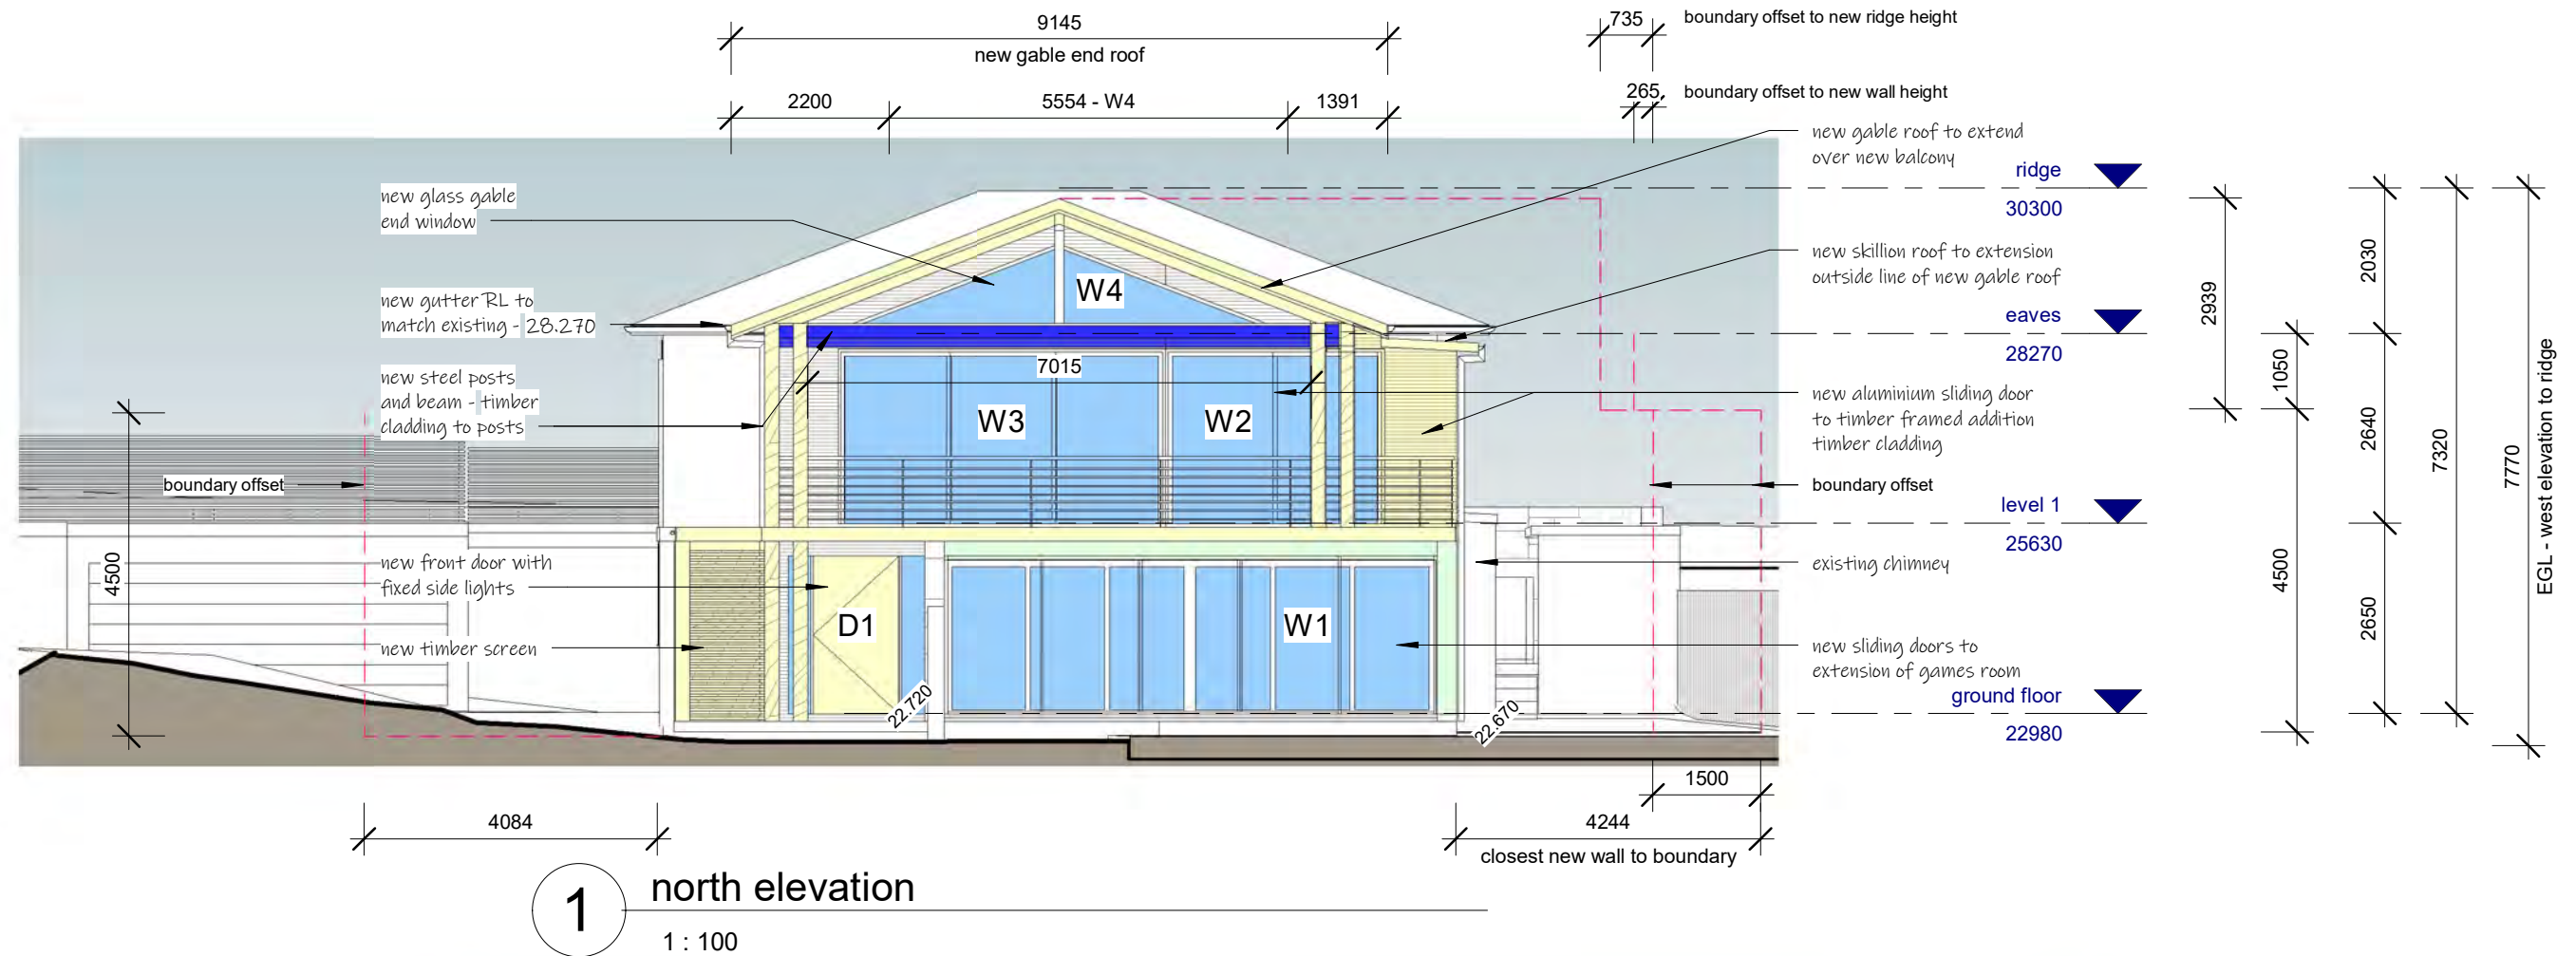 9145
new gable end roof
735
boundary offset to new ridge height
2200
5554 - W4
1391
265
boundary offset to new wall height
new gable roof to extend
over new balcony
ridge
30300
new glass gable
end window
new skillion roof to extension
outside line of new gable roof
2030
2939
W4
new gutter RL to
match existing - 28.270
eaves
28270
new steel posts
and beam - timber
cladding to posts
7015
W3
W2
new aluminium sliding door
to timber framed addition
timber cladding
1050
2640
7320
7770
EGL - west elevation to ridge
boundary offset
boundary offset
level 1
25630
4500
new front door with
fixed side lights
existing chimney
4500
2650
D1
W1
new timber screen
new sliding doors to
extension of games room
22.720
22.670
ground floor
22980
1500
4084
4244
closest new wall to boundary
1
north elevation
1 : 100